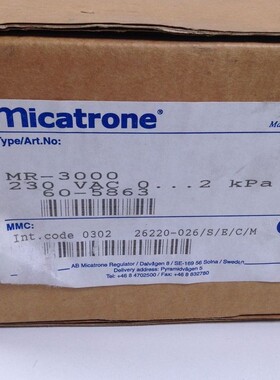 Micatrone®
Ma
Type/Art.No:
MR-3000
230 VAC 0...2 kPa
60-5863
MMC:
Int.code 0302 26220-026/S/E/C/M
AB Micatrone Regulator / Dalvägen 8 / SE-169 56 Solna / Sweden
Delivery address: Pyramidvägen 5
Tel +46 8 4702500 / Fax +46 8 832780